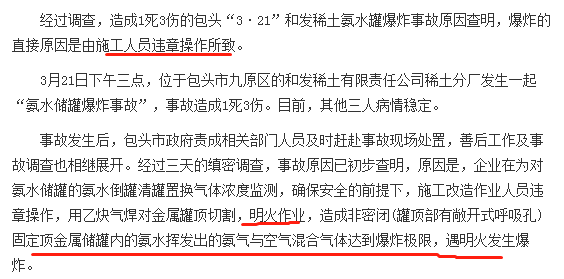 经过调查，造成1死3伤的包头“3·21”和发稀土氨水罐爆炸事故原因查明，爆炸的
直接原因是由施工人员违章操作所致。
3月21日下午三点，位于包头市九原区的和发稀土有限责任公司稀土分厂发生一起
“氨水储罐爆炸事故”，事故造成1死3伤。目前，其他三人病情稳定。
事故发生后，包头市政府责成相关部门人员及时赶赴事故现场处置，善后工作及事
故调查也相继展开。经过三天的缜密调查，事故原因已初步查明，原因是，企业在为对
氨水储罐的氨水倒罐清罐置换气体浓度监测，确保安全的前提下，施工改造作业人员违
章操作，用乙炔气焊对金属罐顶切割，明火作业，造成非密闭(罐顶部有敞开式呼吸孔)
固定顶金属储罐内的氨水挥发出的氨气与空气混合气体达到爆炸极限，遇明火发生爆
炸。